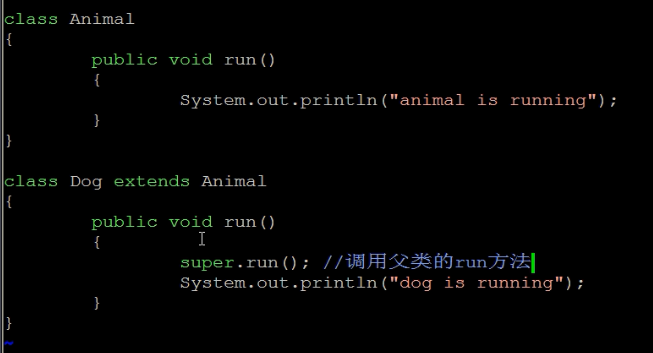 class Animal
{
        public void run()
        {
                System.out.println("animal is running");
        }
}

class Dog extends Animal
{
        public void run()
        {
                super.run(); //调用父类的run方法
                System.out.println("dog is running");
        }
}
~